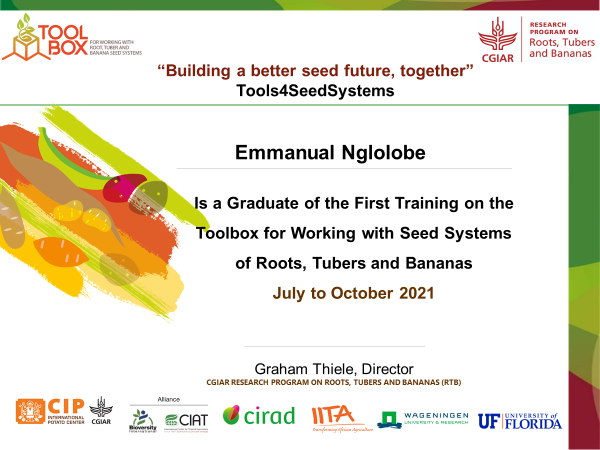 TOOL
BOX
FOR WORKING WITH
ROOT, TUBER AND
BANANA SEED SYSTEMS
CGIAR
RESEARCH
PROGRAM ON
Roots, Tubers
and Bananas
“Building a better seed future, together”
Tools4SeedSystems
Emmanual Nglolobe
Is a Graduate of the First Training on the
Toolbox for Working with Seed Systems
of Roots, Tubers and Bananas
July to October 2021
Graham Thiele, Director
CGIAR RESEARCH PROGRAM ON ROOTS, TUBERS AND BANANAS (RTB)
CIP
INTERNATIONAL
POTATO CENTER
CGIAR
Alliance
Bioversity
International
CIAT
cirad
IITA
Transforming African Agriculture
WAGENINGEN
UNIVERSITY & RESEARCH
UF UNIVERSITY of
FLORIDA